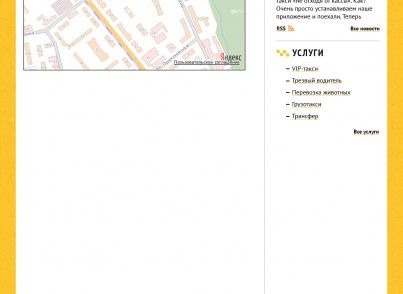 такси «не отходя от кассы». Как?
Очень просто устанавливаем наше
приложение и поехали. Теперь
RSS
Все новости
Яндекс
Пользовательское соглашение
УСЛУГИ
– VIP-такси
– Трезвый водитель
– Перевозка животных
– Грузотакси
– Трансфер
Все услуги